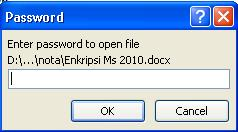 Password
Enter password to open file
D:\...\nota\Enkripsi Ms 2010.docx
OK
Cancel